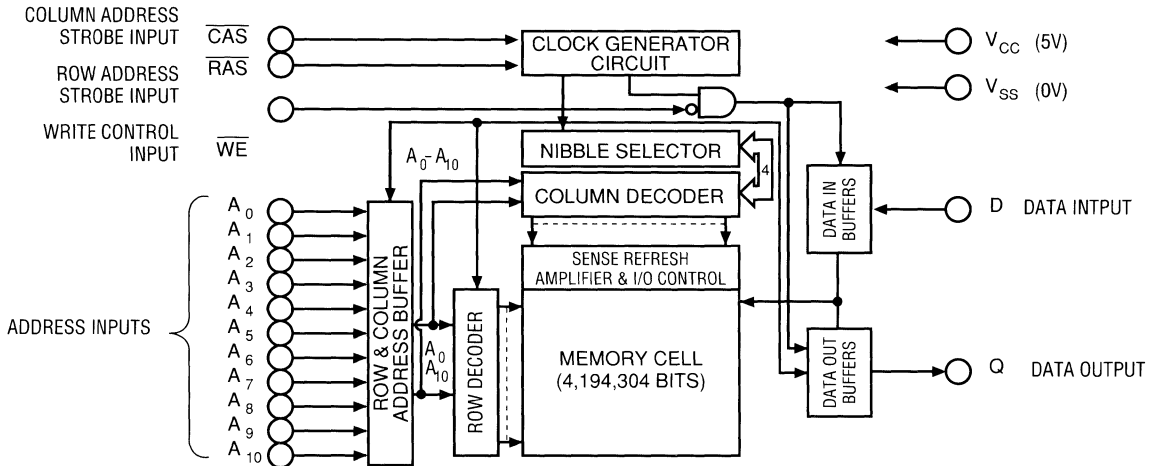 COLUMN ADDRESS
STROBE INPUT CAS
ROW ADDRESS RAS
STROBE INPUT
WRITE CONTROL
INPUT WE
CLOCK GENERATOR
CIRCUIT
VCC (5V)
VSS (0V)
A0-A10
NIBBLE SELECTOR
4
COLUMN DECODER
DATA IN
BUFFERS
D DATA INTPUT
SENSE REFRESH
AMPLIFIER & I/O CONTROL
ADDRESS INPUTS
A0
A1
A2
A3
A4
A5
A6
A7
A8
A9
A10
ROW & COLUMN
ADDRESS BUFFER
A0
A10
ROW DECODER
MEMORY CELL
(4,194,304 BITS)
DATA OUT
BUFFERS
Q DATA OUTPUT